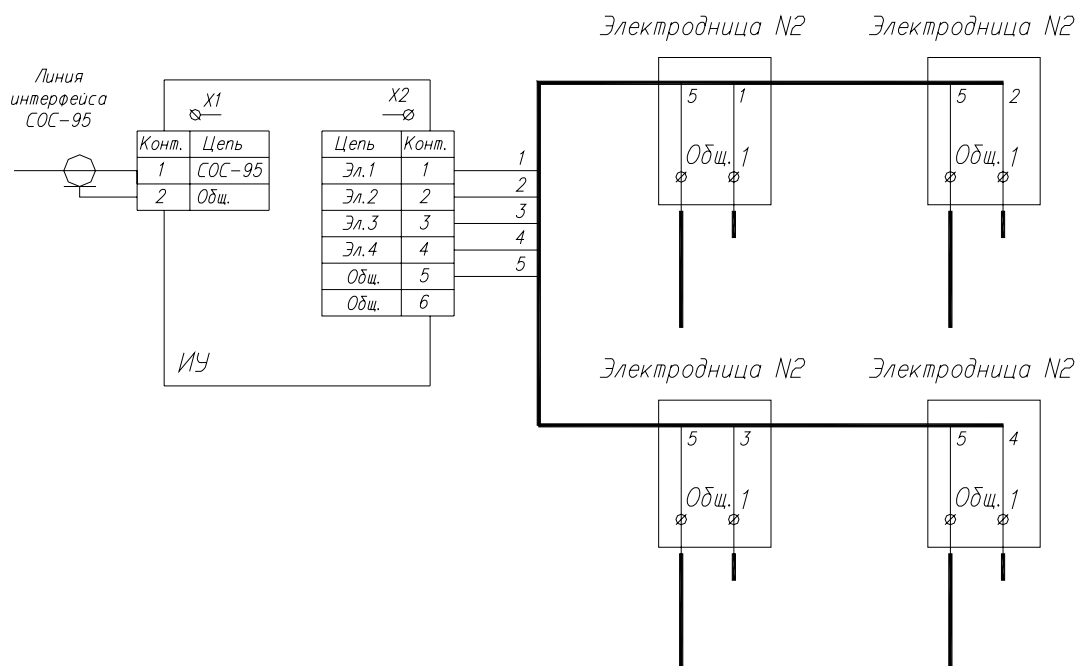 Электродница N2
Электродница N2
Линия
интерфейса
СОС-95
X1
X2
Конт. Цепь
1 СОС-95
2 Общ.
Цепь Конт.
Эл.1 1
Эл.2 2
Эл.3 3
Эл.4 4
Общ. 5
Общ. 6
1
2
3
4
5
5 1
Общ. 1
5 2
Общ. 1
ИУ
Электродница N2
Электродница N2
5 3
Общ. 1
5 4
Общ. 1